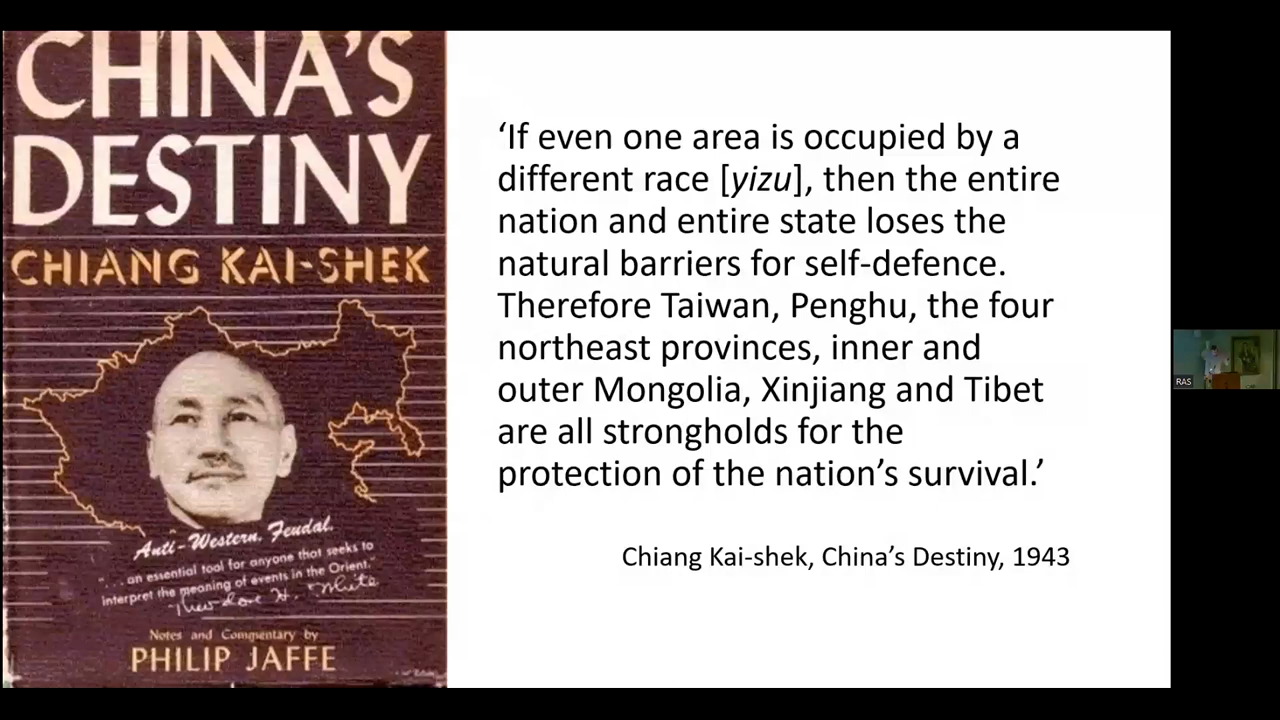 CHINA'S
DESTINY
CHIANG KAI-SHEK
Anti-Western, Feudal.
"... an essential tool for anyone that seeks to
interpret the meaning of events in the Orient."
Theodore H. White
Notes and Commentary by
PHILIP JAFFE
‘If even one area is occupied by a
different race [yizu], then the entire
nation and entire state loses the
natural barriers for self-defence.
Therefore Taiwan, Penghu, the four
northeast provinces, inner and
outer Mongolia, Xinjiang and Tibet
are all strongholds for the
protection of the nation’s survival.’
Chiang Kai-shek, China’s Destiny, 1943
RAS